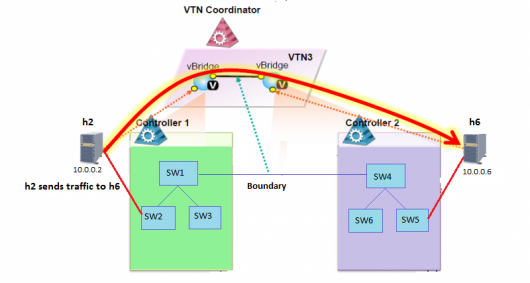 VTN Coordinator
VTN3
vBridge
vBridge
V
V
h2
h6
Controller 1
Controller 2
10.0.0.2
10.0.0.6
h2 sends traffic to h6
Boundary
SW1
SW4
SW2
SW3
SW6
SW5